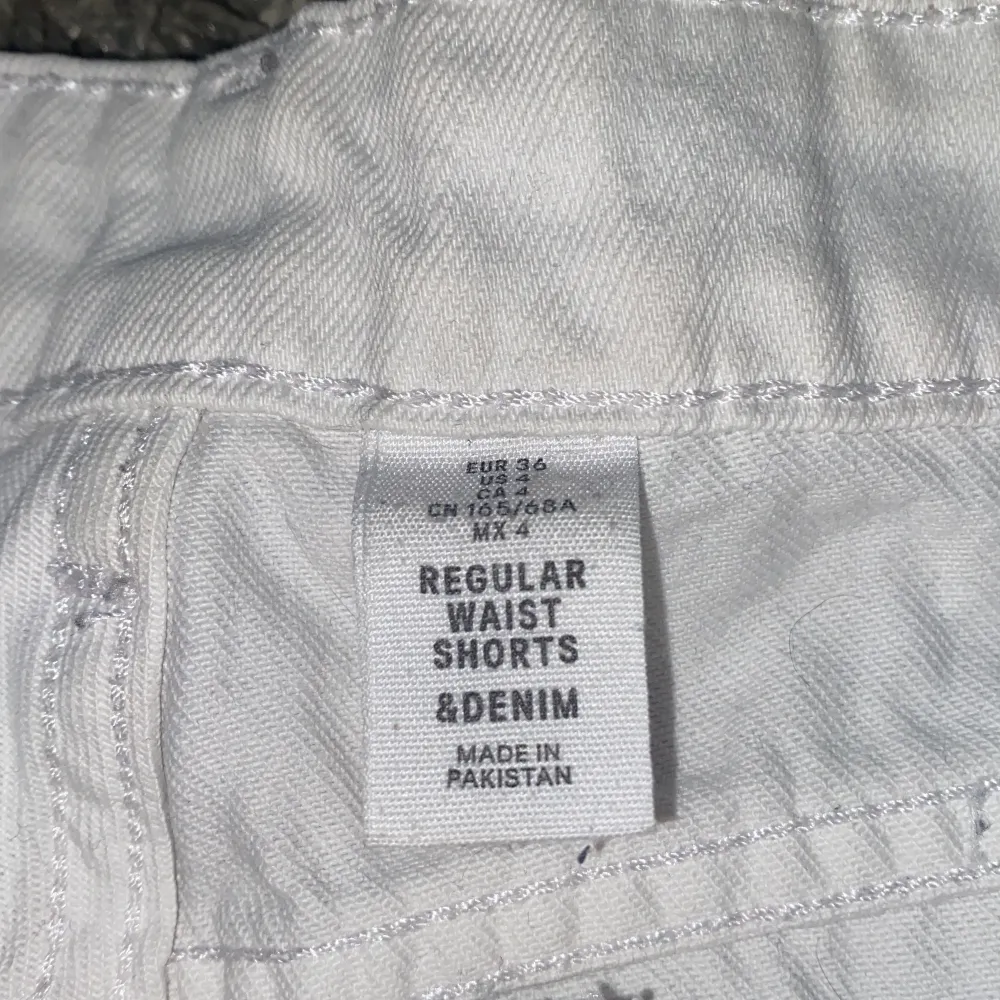 EUR 36
US 4
CA 4
CN 165/68A
MX 4
REGULAR
WAIST
SHORTS
&DENIM
MADE IN
PAKISTAN